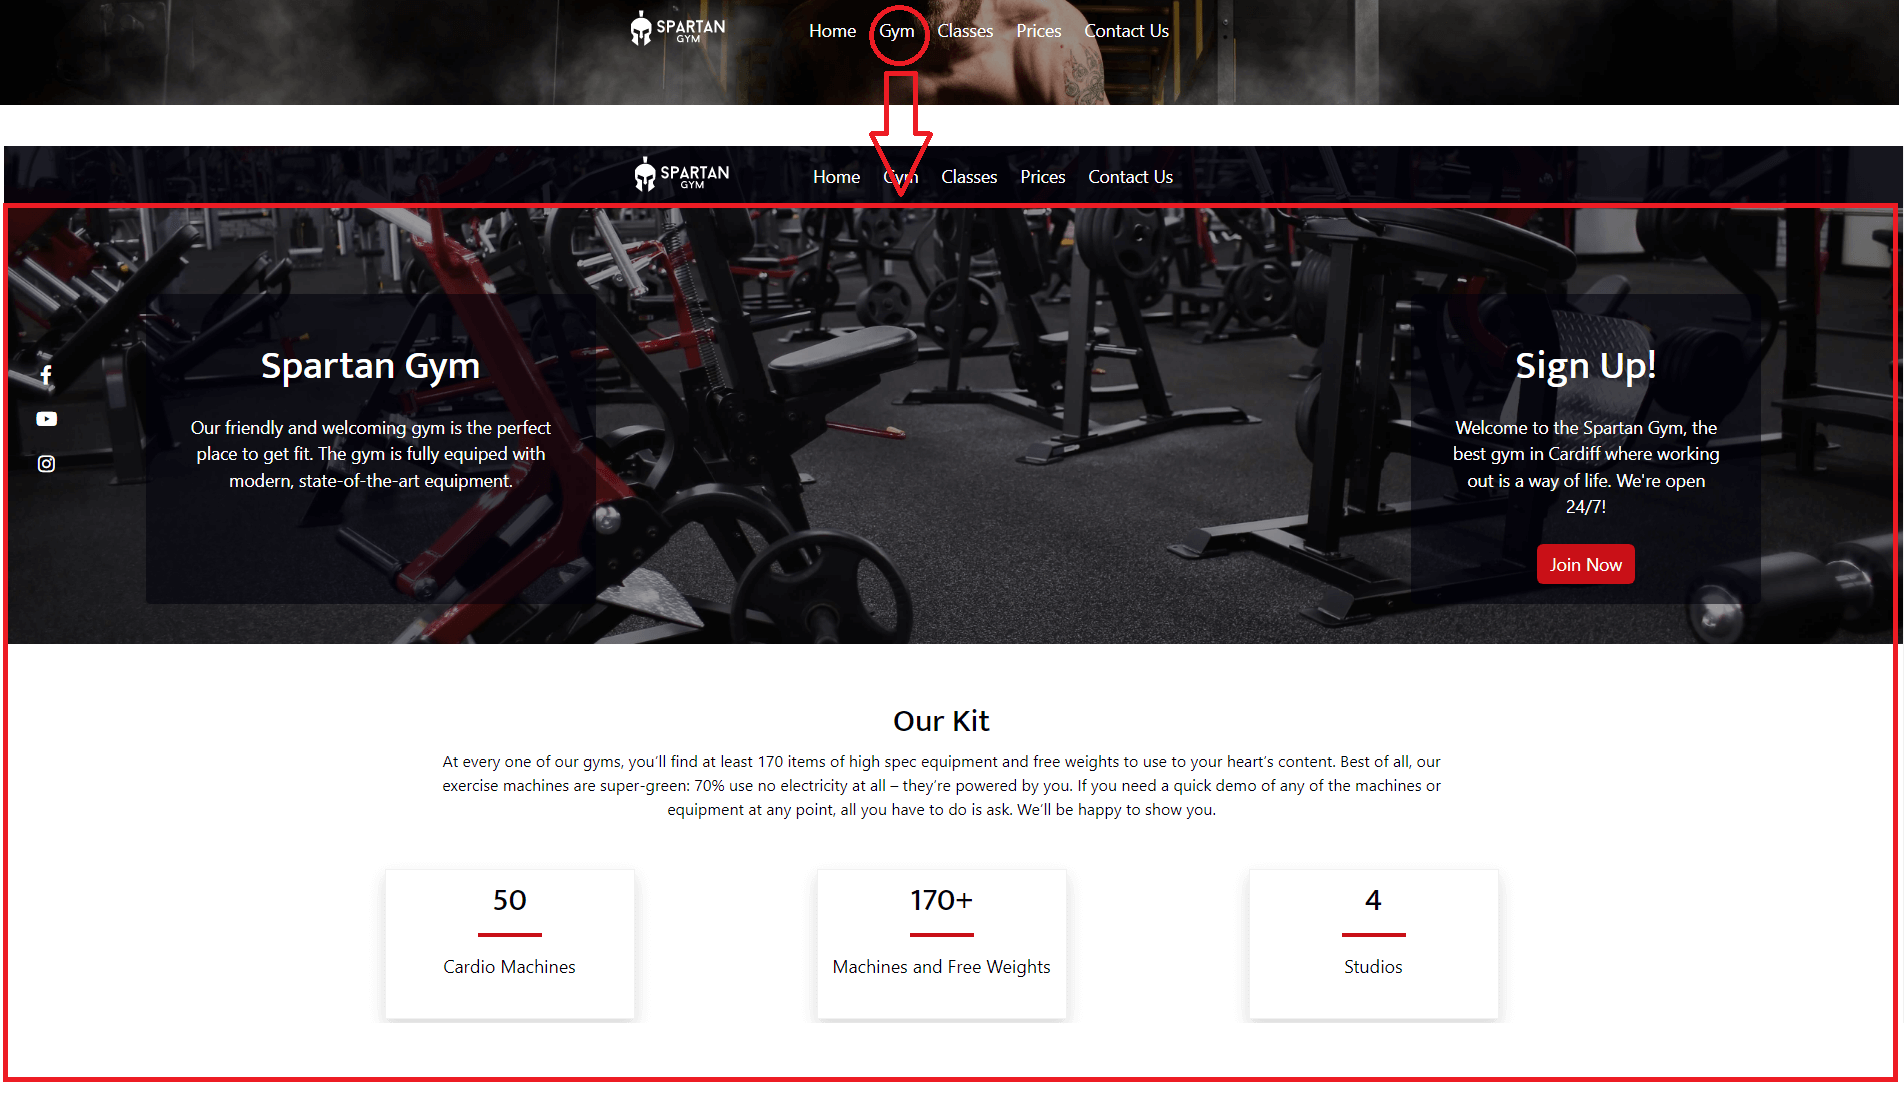 SPARTAN
GYM
Home Gym Classes Prices Contact Us
SPARTAN
GYM
Home Gym Classes Prices Contact Us
Spartan Gym
Our friendly and welcoming gym is the perfect
place to get fit. The gym is fully equiped with
modern, state-of-the-art equipment.
Sign Up!
Welcome to the Spartan Gym, the
best gym in Cardiff where working
out is a way of life. We're open
24/7!
Join Now
Our Kit
At every one of our gyms, you’ll find at least 170 items of high spec equipment and free weights to use to your heart’s content. Best of all, our
exercise machines are super-green: 70% use no electricity at all – they’re powered by you. If you need a quick demo of any of the machines or
equipment at any point, all you have to do is ask. We’ll be happy to show you.
50
Cardio Machines
170+
Machines and Free Weights
4
Studios